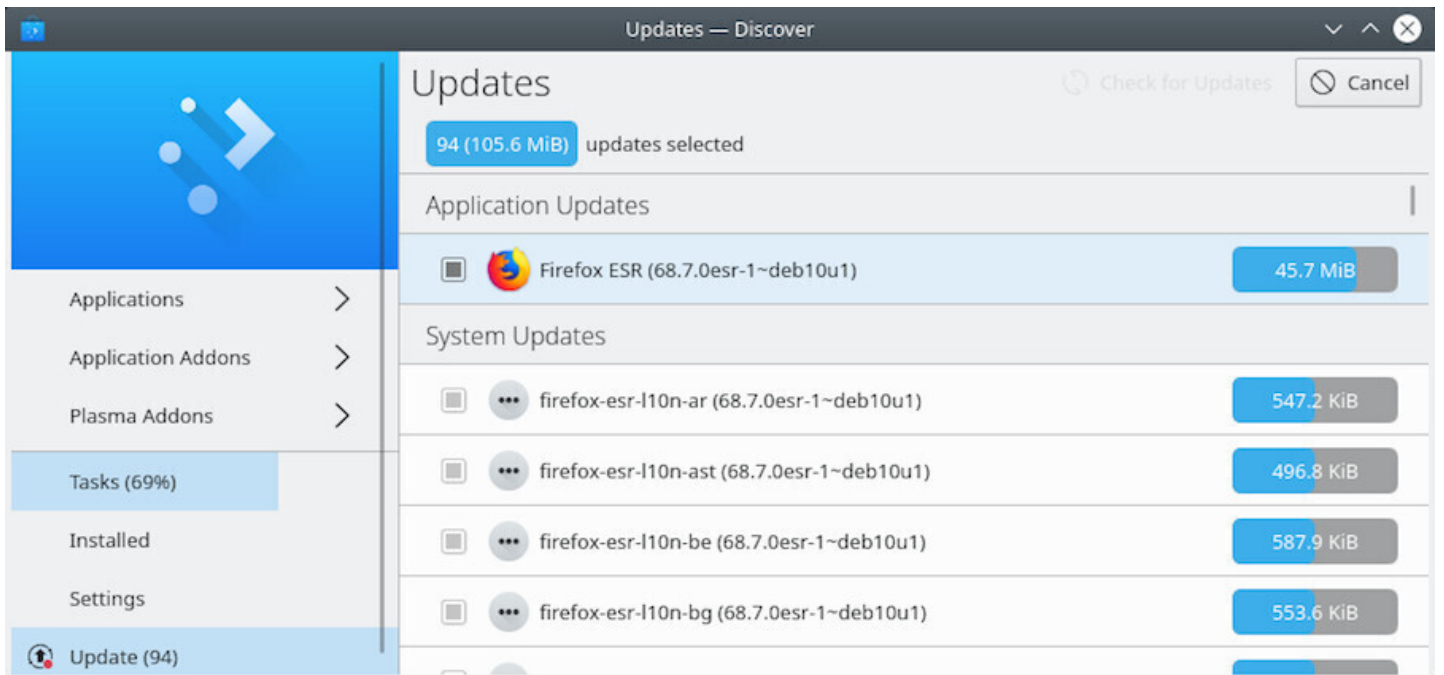 Updates — Discover
Applications
Application Addons
Plasma Addons
Tasks (69%)
Installed
Settings
Update (94)
Updates
Check for Updates
Cancel
94 (105.6 MiB) updates selected
Application Updates
Firefox ESR (68.7.0esr-1~deb10u1) 45.7 MiB
System Updates
firefox-esr-l10n-ar (68.7.0esr-1~deb10u1) 547.2 KiB
firefox-esr-l10n-ast (68.7.0esr-1~deb10u1) 496.8 KiB
firefox-esr-l10n-be (68.7.0esr-1~deb10u1) 587.9 KiB
firefox-esr-l10n-bg (68.7.0esr-1~deb10u1) 553.6 KiB